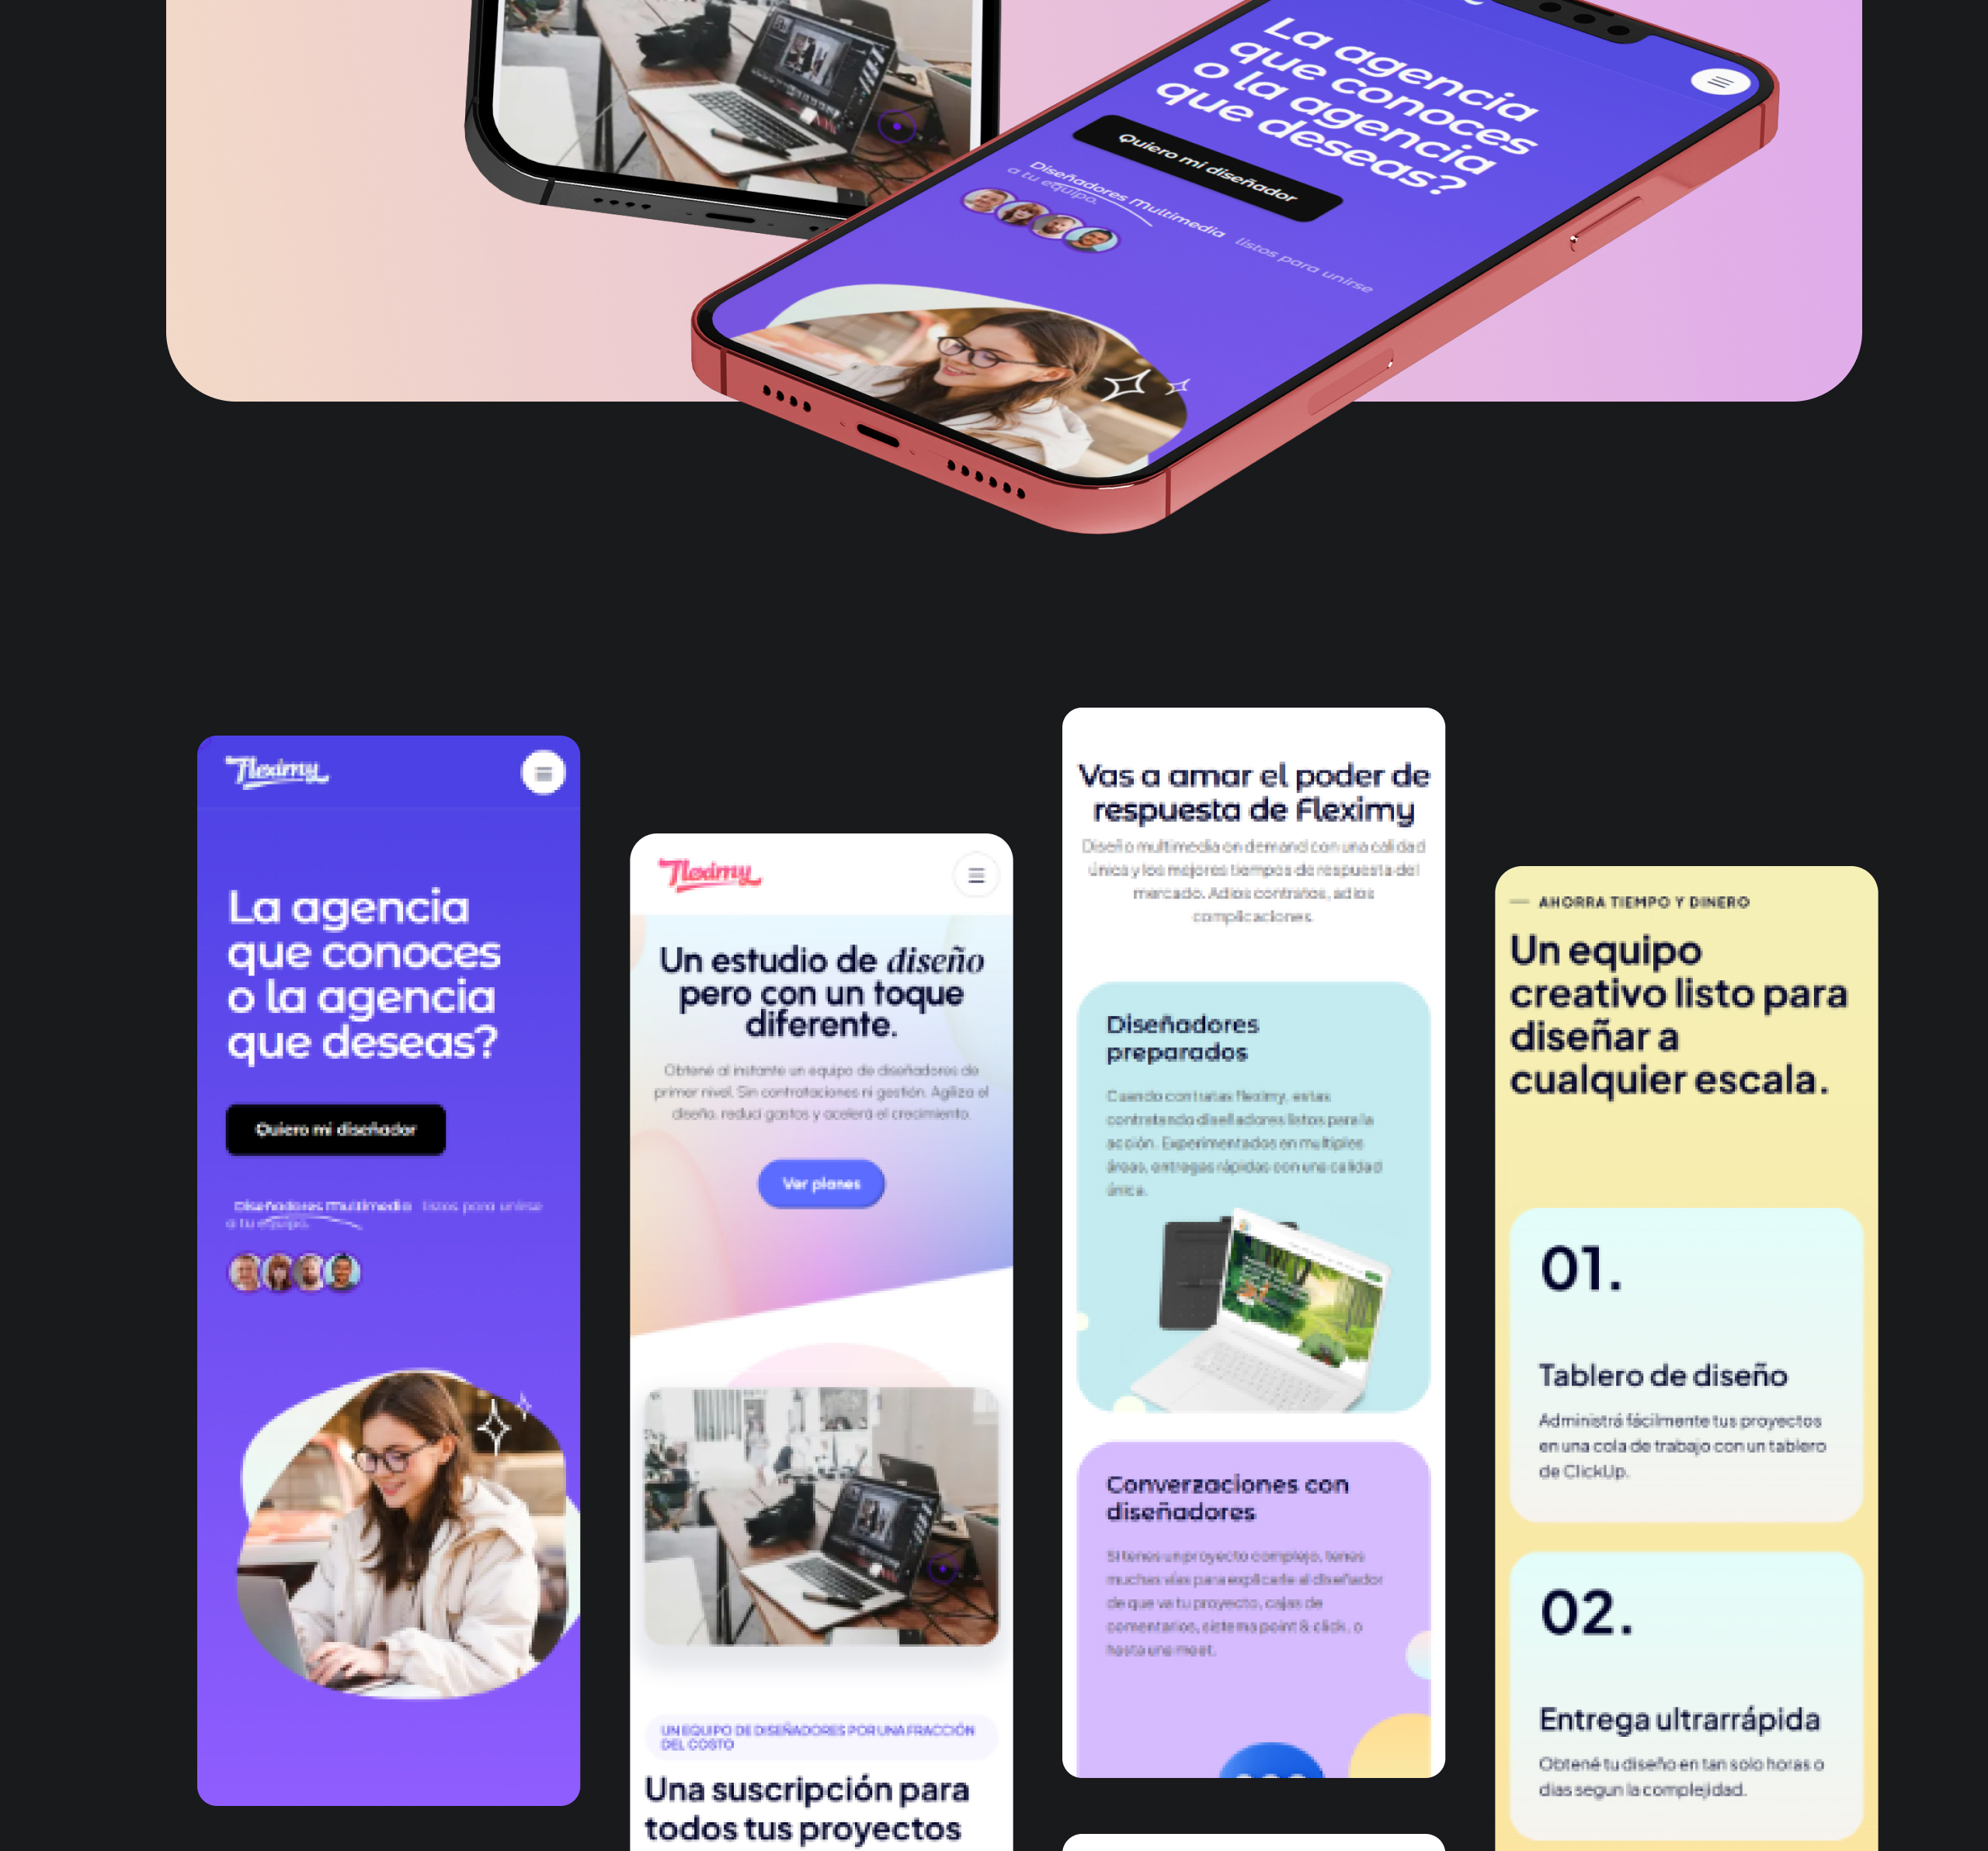 La agencia
que conoces
o la agencia
que deseas?
Quiero mi diseñador
Diseñadores Multimedia listos para unirse
a tu equipo.
Fleximy
La agencia
que conoces
o la agencia
que deseas?
Quiero mi diseñador
Diseñadores Multimedia listos para unirse
a tu equipo.
Fleximy
Un estudio de diseño
pero con un toque
diferente.
Obtené al instante un equipo de diseñadores de
primer nivel. Sin contrataciones ni gestión. Agiliza el
diseño, reducí gastos y acelerá el crecimiento.
Ver planes
UN EQUIPO DE DISEÑADORES POR UNA FRACCIÓN
DEL COSTO
Una suscripción para
todos tus proyectos
Vas a amar el poder de
respuesta de Fleximy
Diseño multimedia on demand con una calidad
única y los mejores tiempos de respuesta del
mercado. Adios contratos, adios
complicaciones.
Diseñadores
preparados
Cuando contratas fleximy, estas
contratando diseñadores listos para la
acción. Experimentados en multiples
áreas, entregas rápidas con una calidad
única.
Converzaciones con
diseñadores
Si tenes un proyecto complejo, tenes
muchas vías para explicarle al diseñador
de que va tu proyecto, cajas de
comentarios, sistema point & click, o
hasta una meet.
AHORRA TIEMPO Y DINERO
Un equipo
creativo listo para
diseñar a
cualquier escala.
01.
Tablero de diseño
Administrá fácilmente tus proyectos
en una cola de trabajo con un tablero
de ClickUp.
02.
Entrega ultrarrápida
Obtené tu diseño en tan solo horas o
dias segun la complejidad.